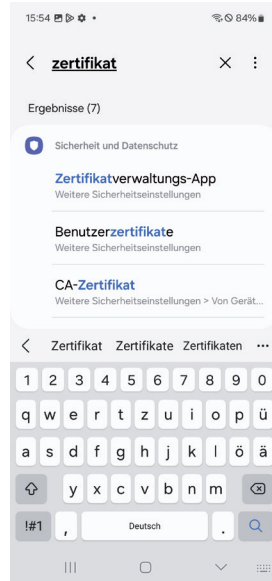 15:54 84%
zertifikat
Ergebnisse (7)
Sicherheit und Datenschutz
Zertifikatverwaltungs-App
Weitere Sicherheitseinstellungen
Benutzerzertifikate
Weitere Sicherheitseinstellungen
CA-Zertifikat
Weitere Sicherheitseinstellungen > Von Gerät...
Zertifikat Zertifikate Zertifikaten
1 2 3 4 5 6 7 8 9 0
q w e r t z u i o p ü
a s d f g h j k l ö ä
y x c v b n m
!#1 , Deutsch .